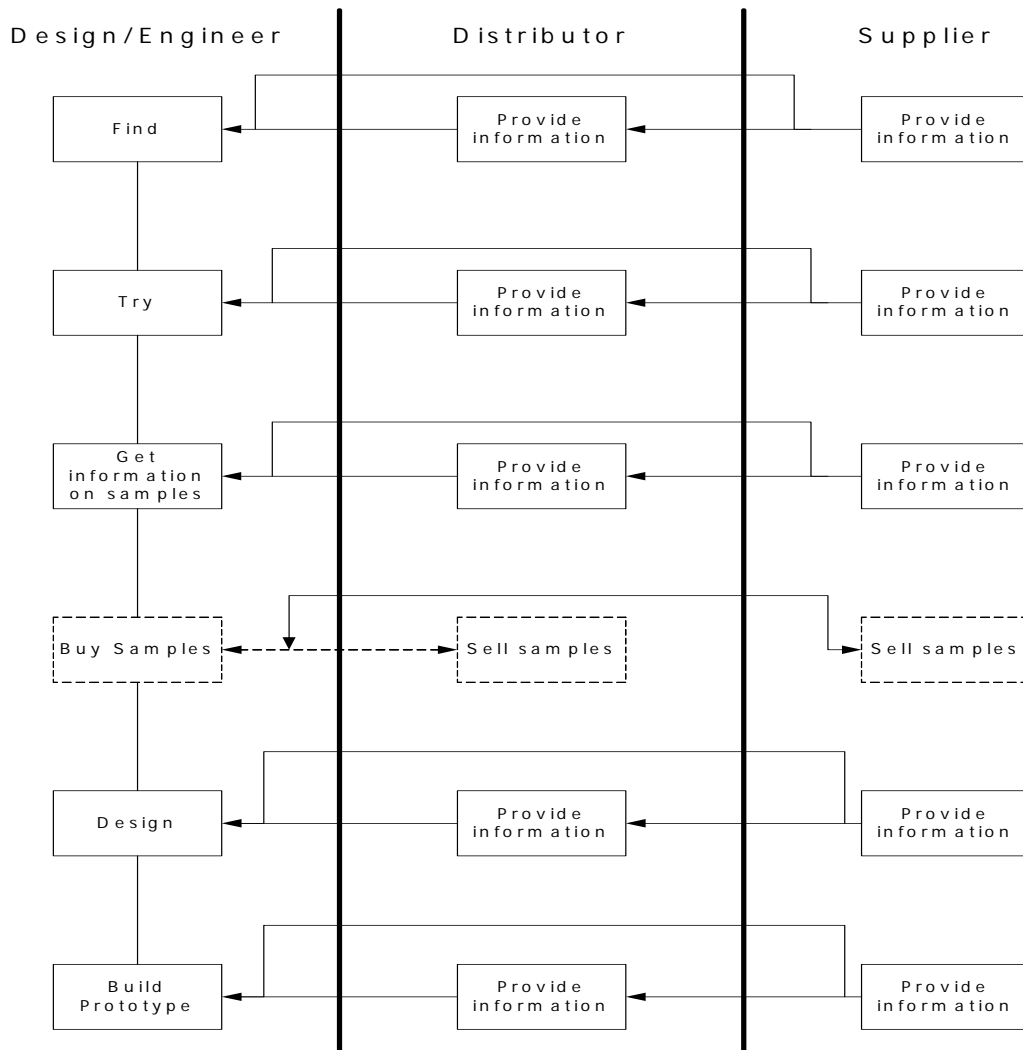 Design/Engineer
Distributor
Supplier
Find
Provide
information
Provide
information
Try
Provide
information
Provide
information
Get
information
on samples
Provide
information
Provide
information
Buy Samples
Sell samples
Sell samples
Design
Provide
information
Provide
information
Build
Prototype
Provide
information
Provide
information